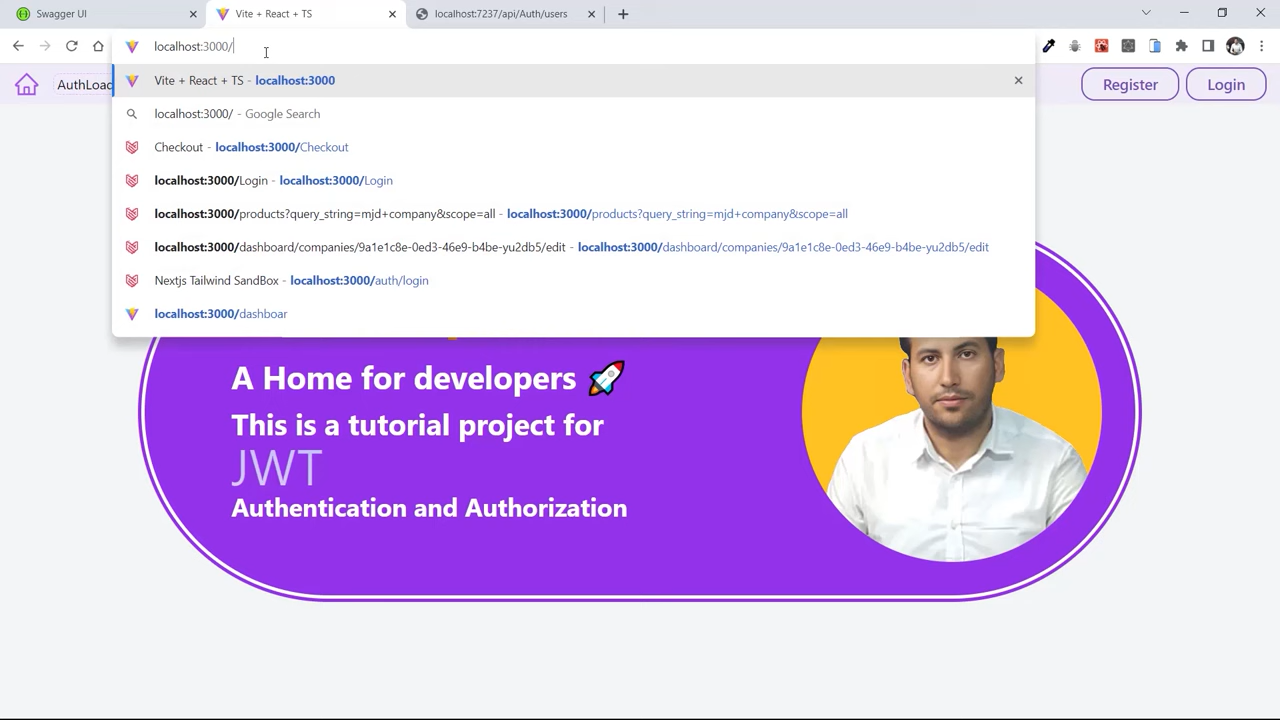 Swagger UI
Vite + React + TS
localhost:7237/api/Auth/users
localhost:3000/
AuthLoad
Register
Login
Vite + React + TS - localhost:3000
localhost:3000/ - Google Search
Checkout - localhost:3000/Checkout
localhost:3000/Login - localhost:3000/Login
localhost:3000/products?query_string=mjd+company&scope=all - localhost:3000/products?query_string=mjd+company&scope=all
localhost:3000/dashboard/companies/9a1e1c8e-0ed3-46e9-b4be-yu2db5/edit - localhost:3000/dashboard/companies/9a1e1c8e-0ed3-46e9-b4be-yu2db5/edit
Nextjs Tailwind SandBox - localhost:3000/auth/login
localhost:3000/dashboar
A Home for developers 🚀
This is a tutorial project for
JWT
Authentication and Authorization